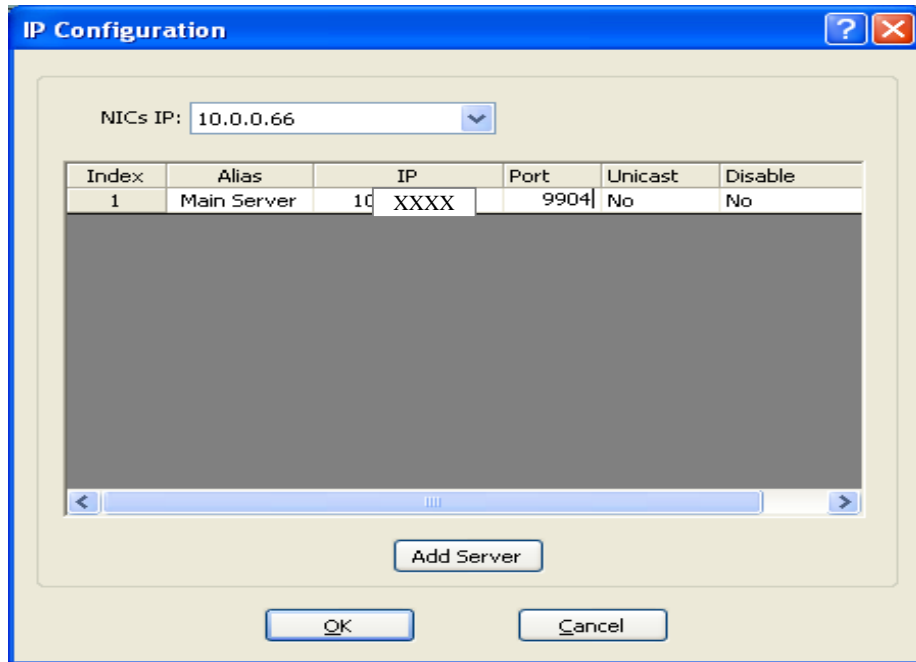 IP Configuration
NICs IP: 10.0.0.66
Index Alias IP Port Unicast Disable
1 Main Server 10 XXXX 9904 No No
Add Server
OK Cancel